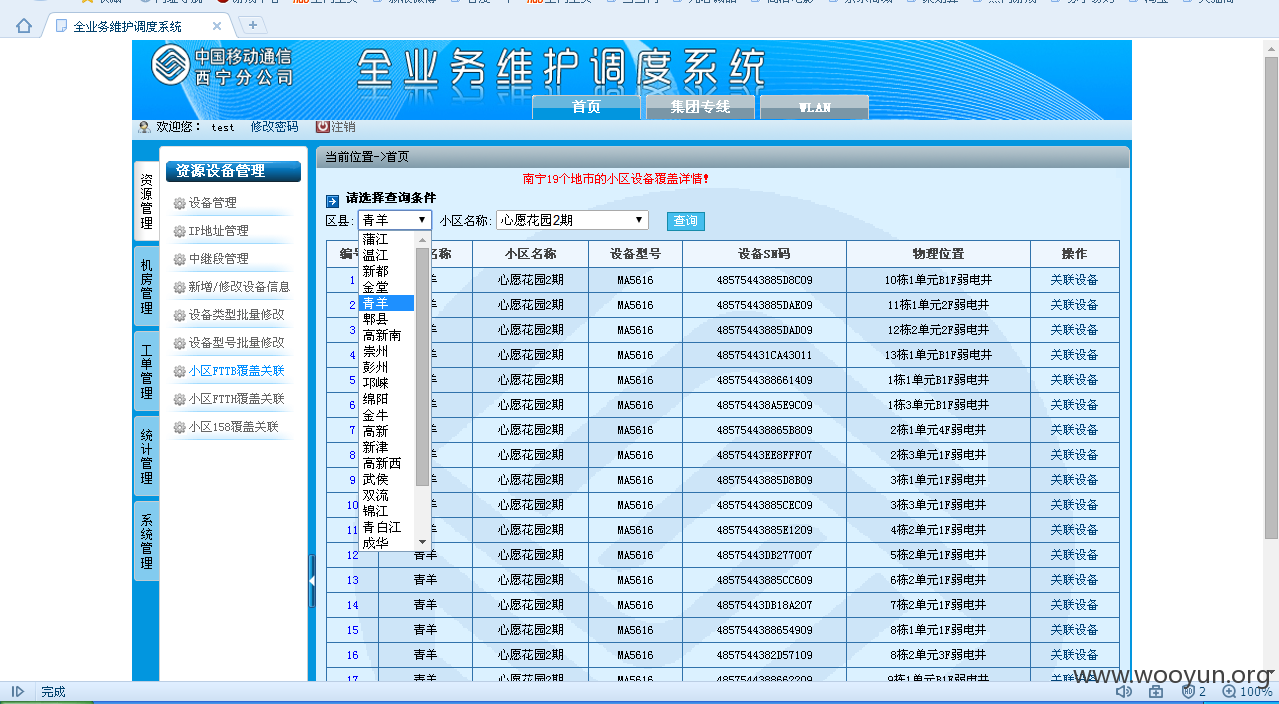 全业务维护调度系统
中国移动通信
西宁分公司
全业务维护调度系统
首页 集团专线 WLAN
欢迎您： test 修改密码 注销
资源管理
机房管理
工单管理
统计管理
系统管理
资源设备管理
设备管理
IP地址管理
中继段管理
新增/修改设备信息
设备类型批量修改
设备型号批量修改
小区FTTB覆盖关联
小区FTTH覆盖关联
小区158覆盖关联
当前位置->首页
南宁19个地市的小区设备覆盖详情!
请选择查询条件
区县: 青羊 小区名称: 心愿花园2期 查询
蒲江
温江
新都
金堂
青羊
郫县
高新南
崇州
彭州
邛崃
绵阳
金牛
高新
新津
高新西
武侯
双流
锦江
青白江
成华
编号 名称 小区名称 设备型号 设备SN码 物理位置 操作
1 心愿花园2期 MA5616 48575443885D8C09 10栋1单元B1F弱电井 关联设备
2 心愿花园2期 MA5616 48575443885DAE09 11栋1单元2F弱电井 关联设备
3 心愿花园2期 MA5616 48575443885DAD09 12栋2单元2F弱电井 关联设备
4 心愿花园2期 MA5616 485754431CA43011 13栋1单元B1F弱电井 关联设备
5 心愿花园2期 MA5616 4857544388661409 1栋1单元B1F弱电井 关联设备
6 心愿花园2期 MA5616 48575438A5E9C09 1栋3单元B1F弱电井 关联设备
7 心愿花园2期 MA5616 4857544388653809 2栋1单元4F弱电井 关联设备
8 心愿花园2期 MA5616 48575443EE8FFF07 2栋3单元1F弱电井 关联设备
9 心愿花园2期 MA5616 48575443885D8B09 3栋1单元B1F弱电井 关联设备
10 心愿花园2期 MA5616 48575443885CEC09 3栋3单元B1F弱电井 关联设备
11 心愿花园2期 MA5616 48575443885E1209 4栋2单元B1F弱电井 关联设备
12 青羊 心愿花园2期 MA5616 48575443DB277007 5栋2单元1F弱电井 关联设备
13 青羊 心愿花园2期 MA5616 48575443885CC609 6栋2单元1F弱电井 关联设备
14 青羊 心愿花园2期 MA5616 48575443DB18A207 7栋2单元1F弱电井 关联设备
15 青羊 心愿花园2期 MA5616 4857544388654909 8栋1单元1F弱电井 关联设备
16 青羊 心愿花园2期 MA5616 485754438 2D57109 8栋2单元3F弱电井 关联设备
17 青羊 心愿花园2期 MA5616 4857544388662209 9栋1单元B1F弱电井 关联设备
www.wooyun.org
完成 2 100%